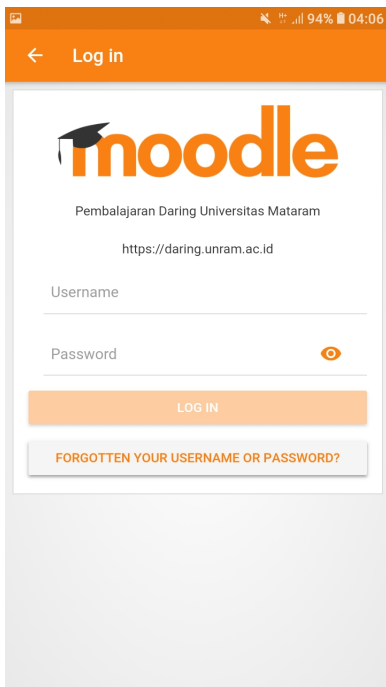 94% 04:06
Log in
moodle
Pembalajaran Daring Universitas Mataram
https://daring.unram.ac.id
Username
Password
LOG IN
FORGOTTEN YOUR USERNAME OR PASSWORD?